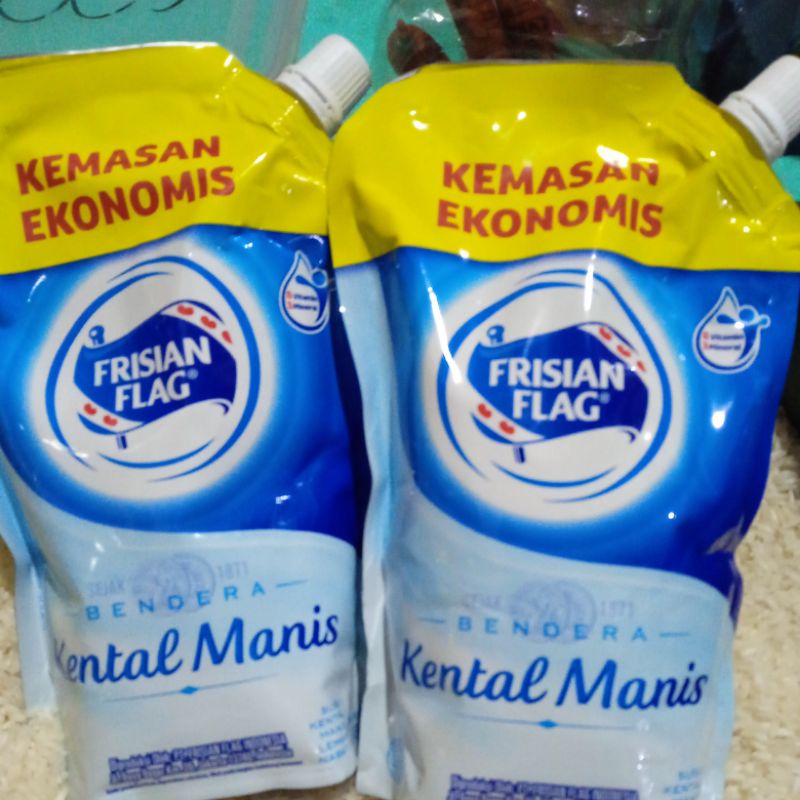 KEMASAN
EKONOMIS
FRISIAN
FLAG®
SEJAK 1871
BENDERA
Kental Manis
KEMASAN
EKONOMIS
FRISIAN
FLAG®
SEJAK 1871
BENDERA
Kental Manis